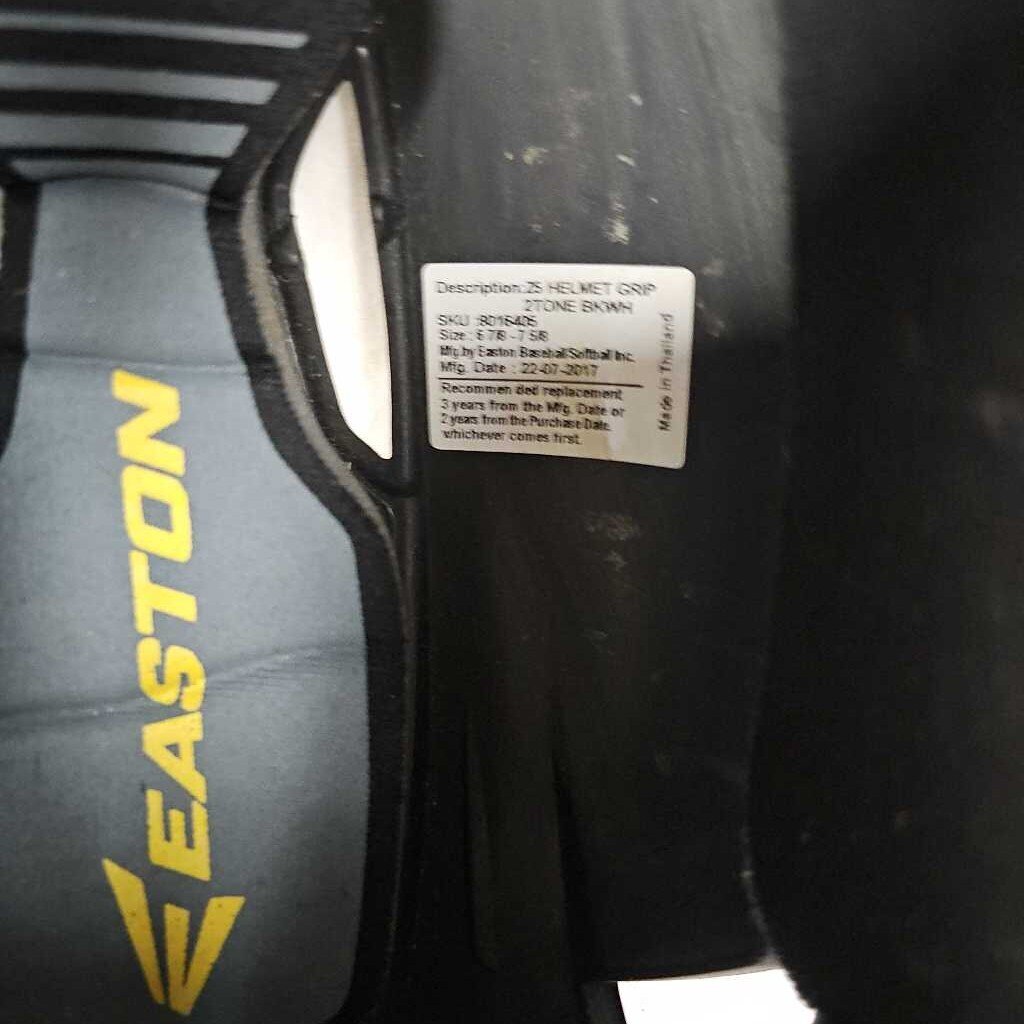 EASTON
Description:Z5 HELMET GRIP
2TONE BKWH
SKU :8016405
Size : 6 7/8 - 7 5/8
Mfg.by Easton Baseball/Softball Inc.
Mfg. Date : 22-07-2017
Recommended replacement
3 years from the Mfg. Date or
2 years from the Purchase Date,
whichever comes first.
Made in Thailand